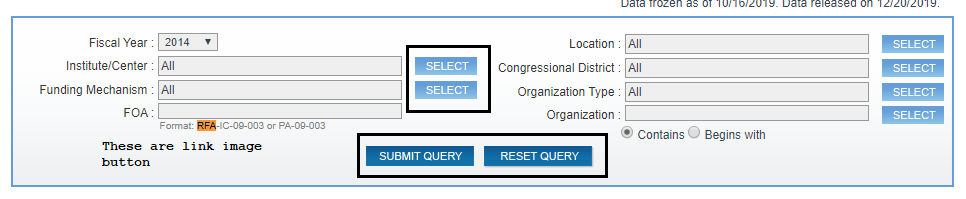 Data frozen as of 10/16/2019. Data released on 12/20/2019.
Fiscal Year : 2014
Location : All SELECT
Institute/Center : All SELECT
Congressional District : All SELECT
Funding Mechanism : All SELECT
Organization Type : All SELECT
FOA :
Organization : SELECT
Format: RFA-IC-09-003 or PA-09-003
Contains Begins with
These are link image
button
SUBMIT QUERY RESET QUERY